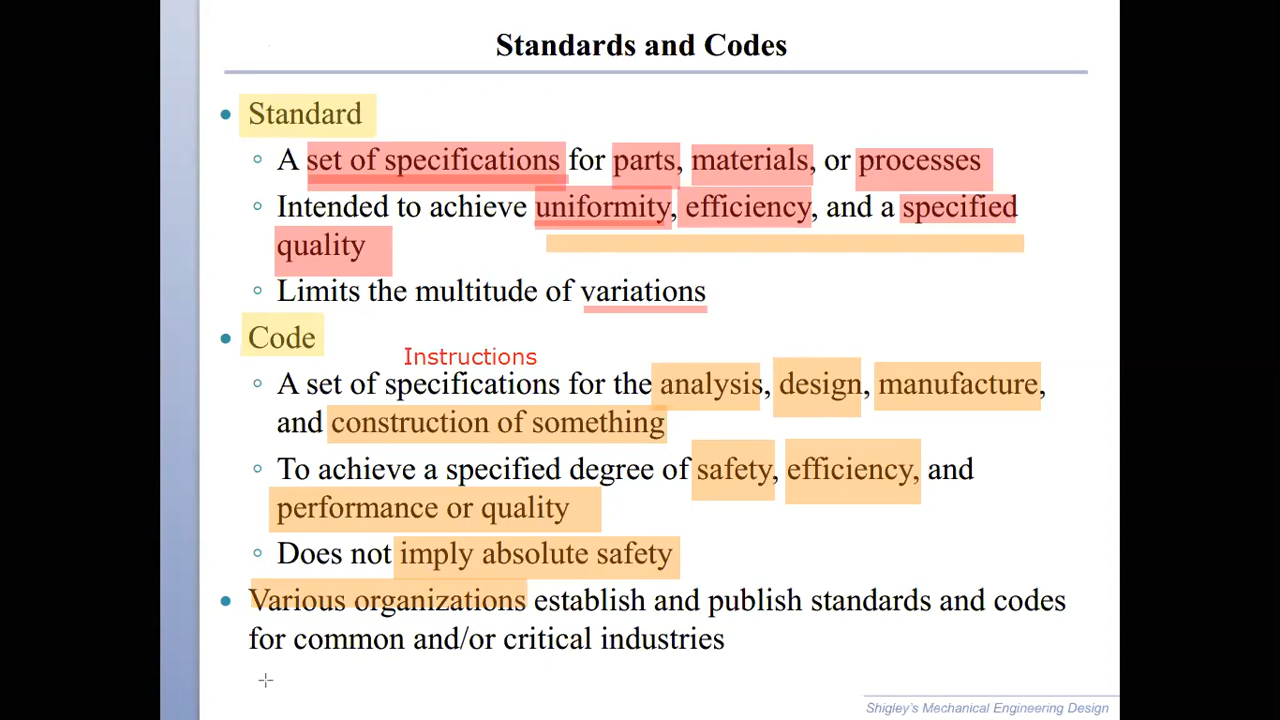 Standards and Codes
• Standard
◦ A set of specifications for parts, materials, or processes
◦ Intended to achieve uniformity, efficiency, and a specified
quality
◦ Limits the multitude of variations
• Code
Instructions
◦ A set of specifications for the analysis, design, manufacture,
and construction of something
◦ To achieve a specified degree of safety, efficiency, and
performance or quality
◦ Does not imply absolute safety
• Various organizations establish and publish standards and codes
for common and/or critical industries
Shigley's Mechanical Engineering Design